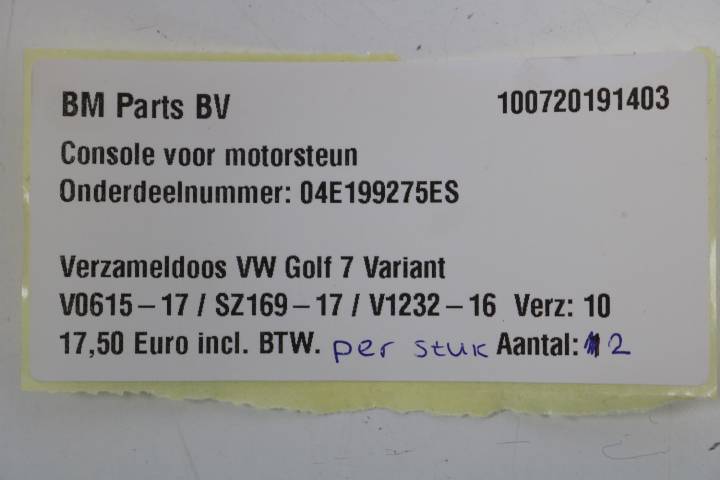 BM Parts BV 100720191403
Console voor motorsteun
Onderdeelnummer: 04E199275ES
Verzameldoos VW Golf 7 Variant
V0615-17 / SZ169-17 / V1232-16 Verz: 10
17,50 Euro incl. BTW. per stuk Aantal: 2